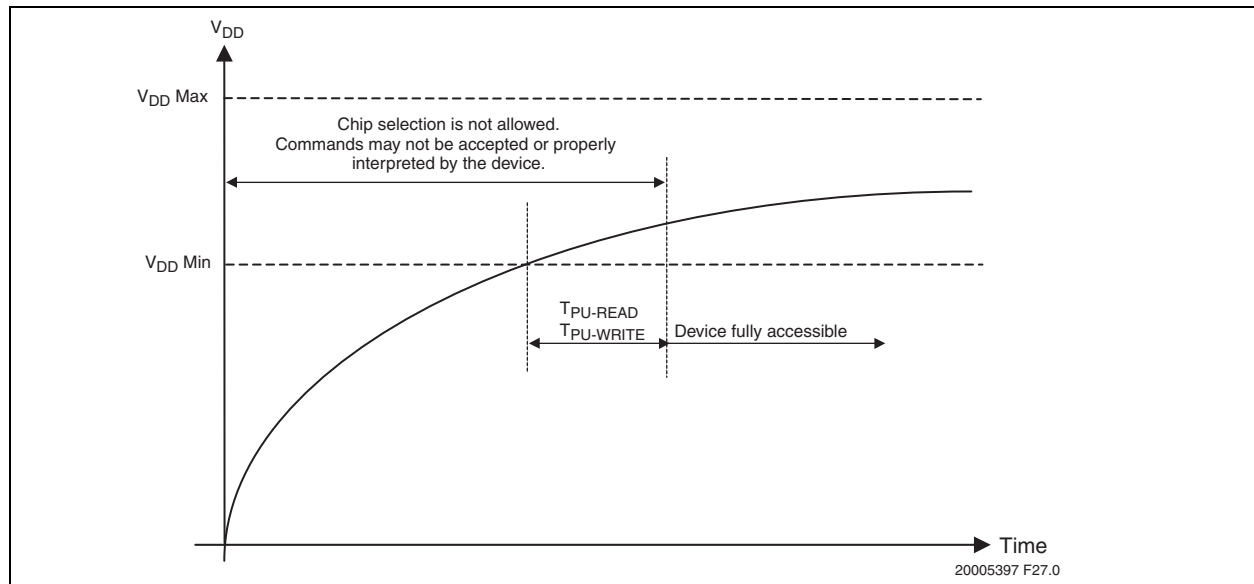 VDD
VDD Max
Chip selection is not allowed.
Commands may not be accepted or properly
interpreted by the device.
VDD Min
TPU-READ
TPU-WRITE
Device fully accessible
Time
20005397 F27.0